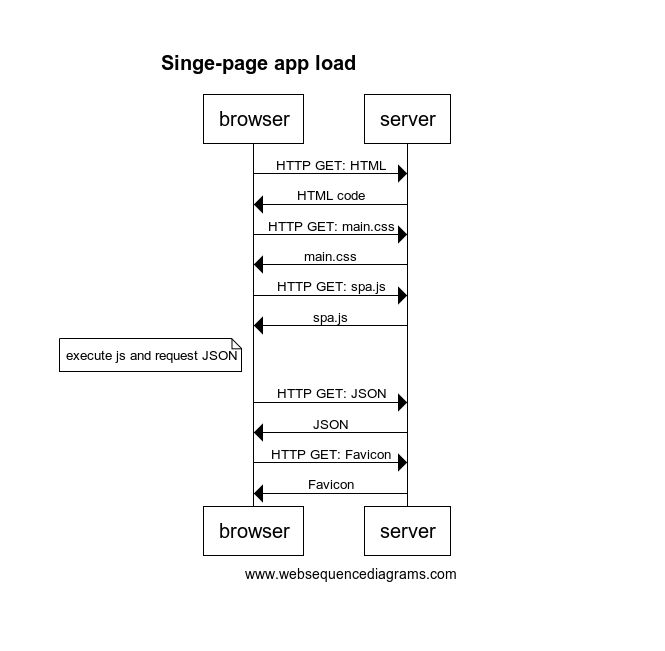 Singe-page app load
browser
server
HTTP GET: HTML
HTML code
HTTP GET: main.css
main.css
HTTP GET: spa.js
spa.js
execute js and request JSON
HTTP GET: JSON
JSON
HTTP GET: Favicon
Favicon
browser
server
www.websequencediagrams.com